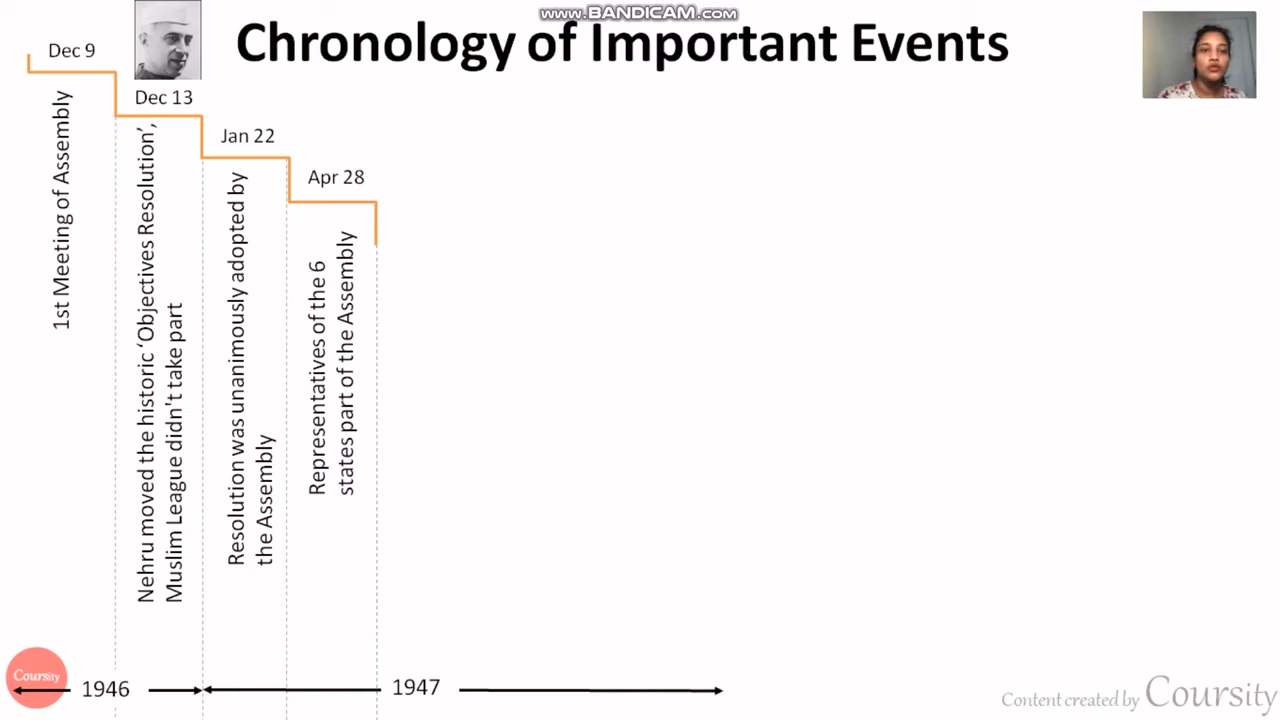 www.BANDICAM.com
Chronology of Important Events
Dec 9
1st Meeting of Assembly
Dec 13
Nehru moved the historic ‘Objectives Resolution’,
Muslim League didn't take part
Jan 22
Resolution was unanimously adopted by
the Assembly
Apr 28
Representatives of the 6
states part of the Assembly
Coursity
1946
1947
Content created by Coursity